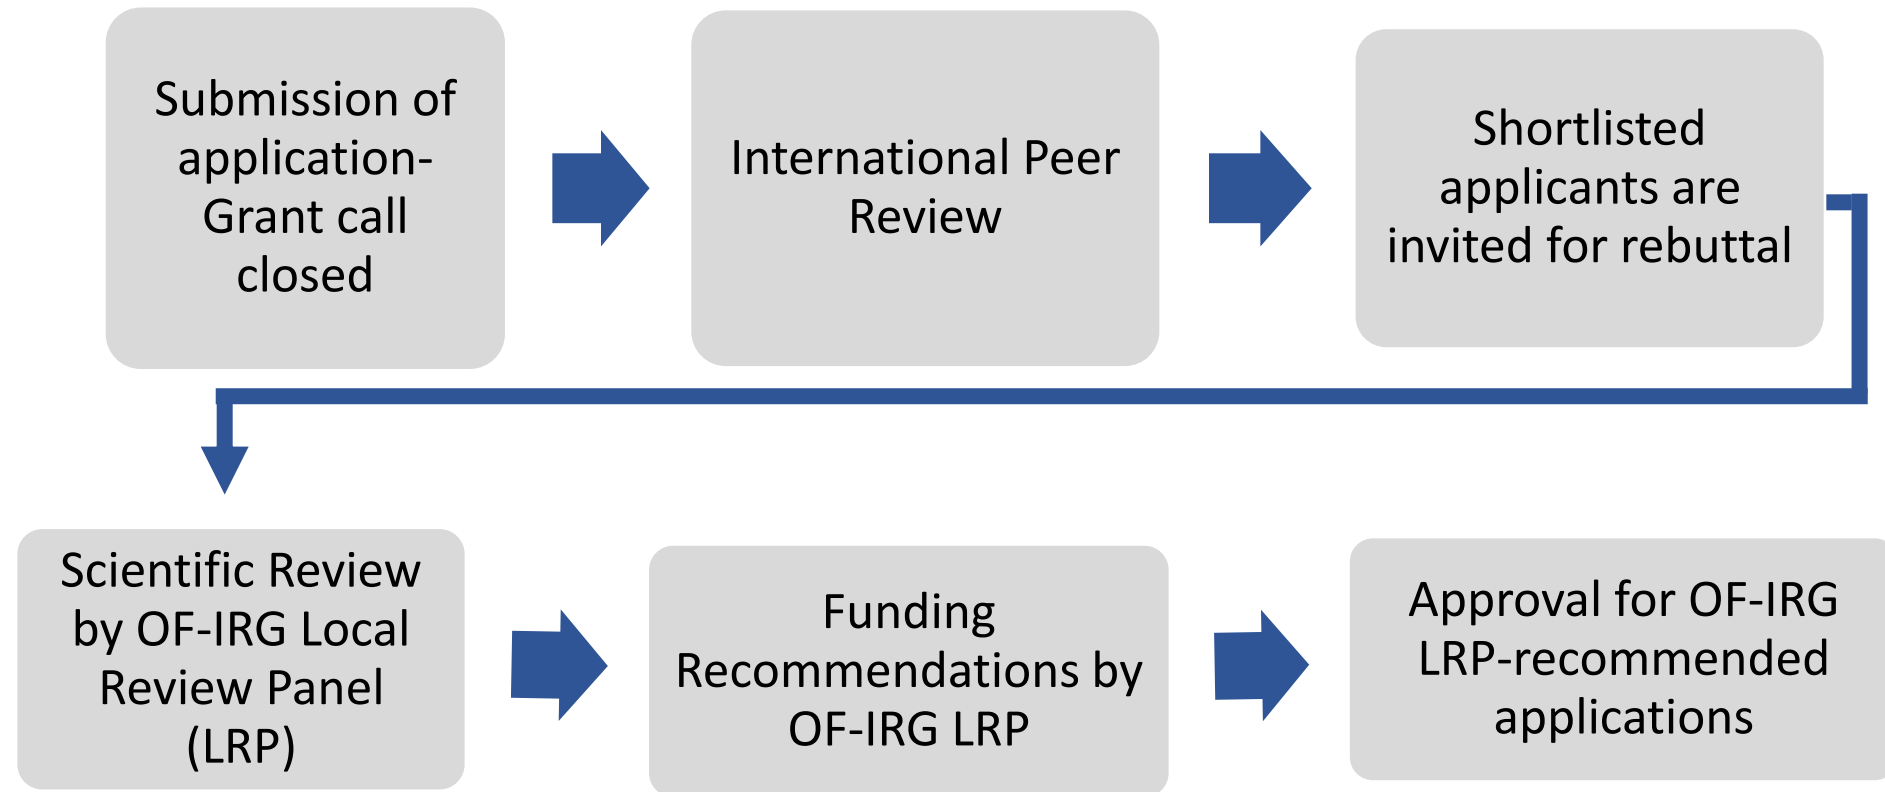 Submission of
application-
Grant call
closed
International Peer
Review
Shortlisted
applicants are
invited for rebuttal
Scientific Review
by OF-IRG Local
Review Panel
(LRP)
Funding
Recommendations by
OF-IRG LRP
Approval for OF-IRG
LRP-recommended
applications